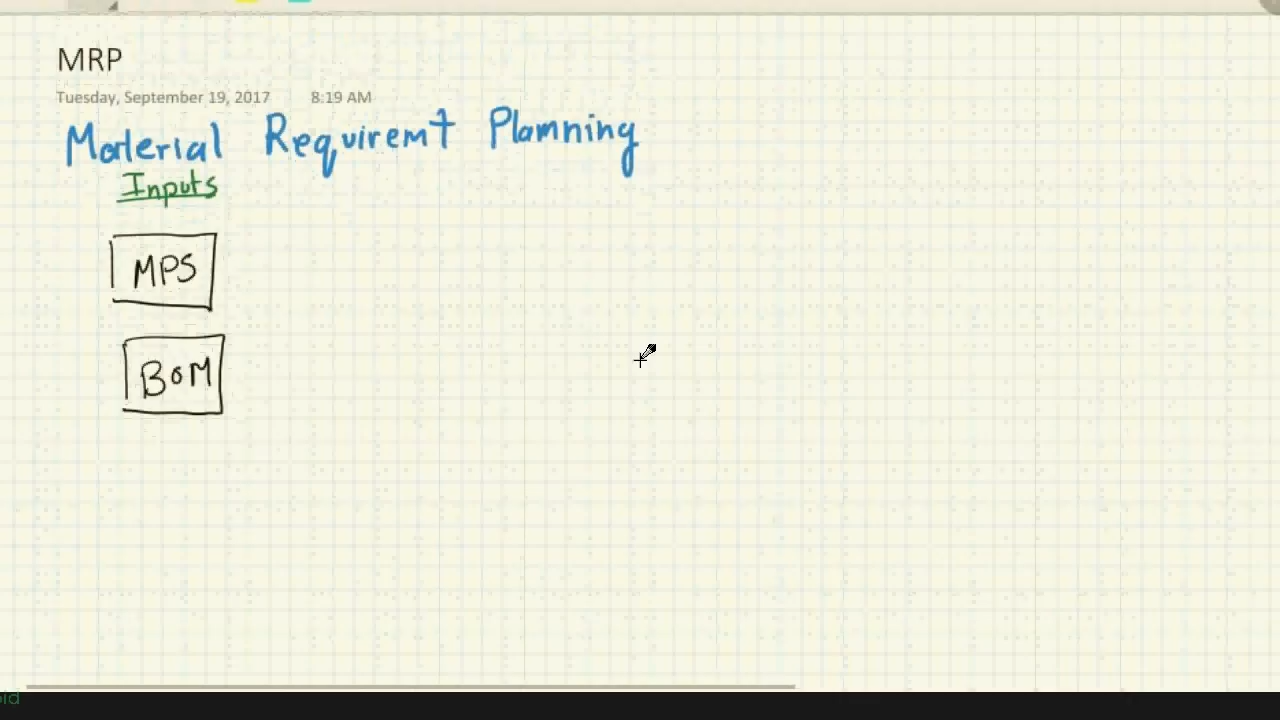 MRP
Tuesday, September 19, 2017 8:19 AM
Material Requiremt Planning
Inputs
MPS
BOM